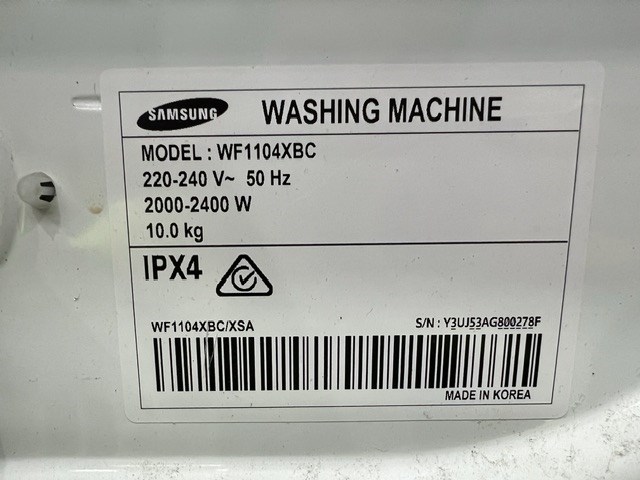 SAMSUNG WASHING MACHINE
MODEL : WF1104XBC
220-240 V~ 50 Hz
2000-2400 W
10.0 kg
IPX4
WF1104XBC/XSA S/N : Y3UJ53AG800278F
MADE IN KOREA